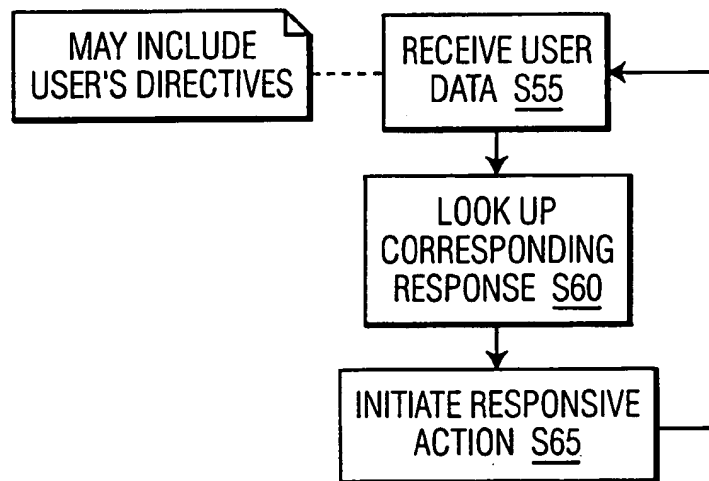 MAY INCLUDE
USER'S DIRECTIVES
RECEIVE USER
DATA S55
LOOK UP
CORRESPONDING
RESPONSE S60
INITIATE RESPONSIVE
ACTION S65